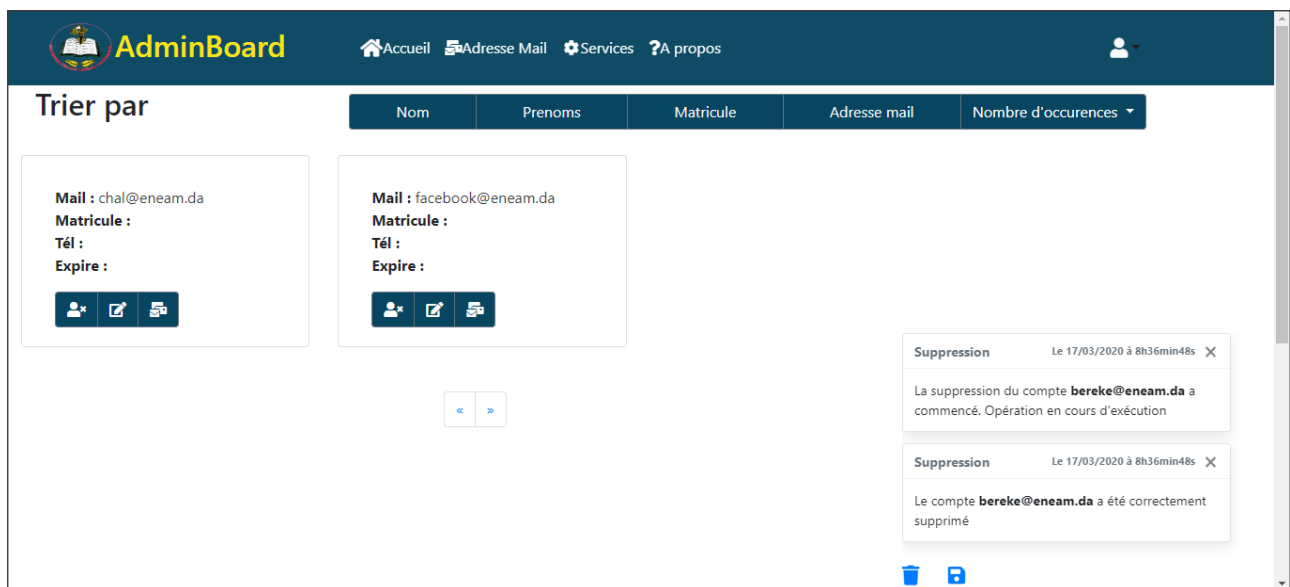 AdminBoard
Accueil Adresse Mail Services ?A propos
Trier par
Nom Prenoms Matricule Adresse mail Nombre d'occurences
Mail : chal@eneam.da
Matricule :
Tél :
Expire :
Mail : facebook@eneam.da
Matricule :
Tél :
Expire :
« »
Suppression Le 17/03/2020 à 8h36min48s ×
La suppression du compte bereke@eneam.da a
commencé. Opération en cours d'exécution
Suppression Le 17/03/2020 à 8h36min48s ×
Le compte bereke@eneam.da a été correctement
supprimé